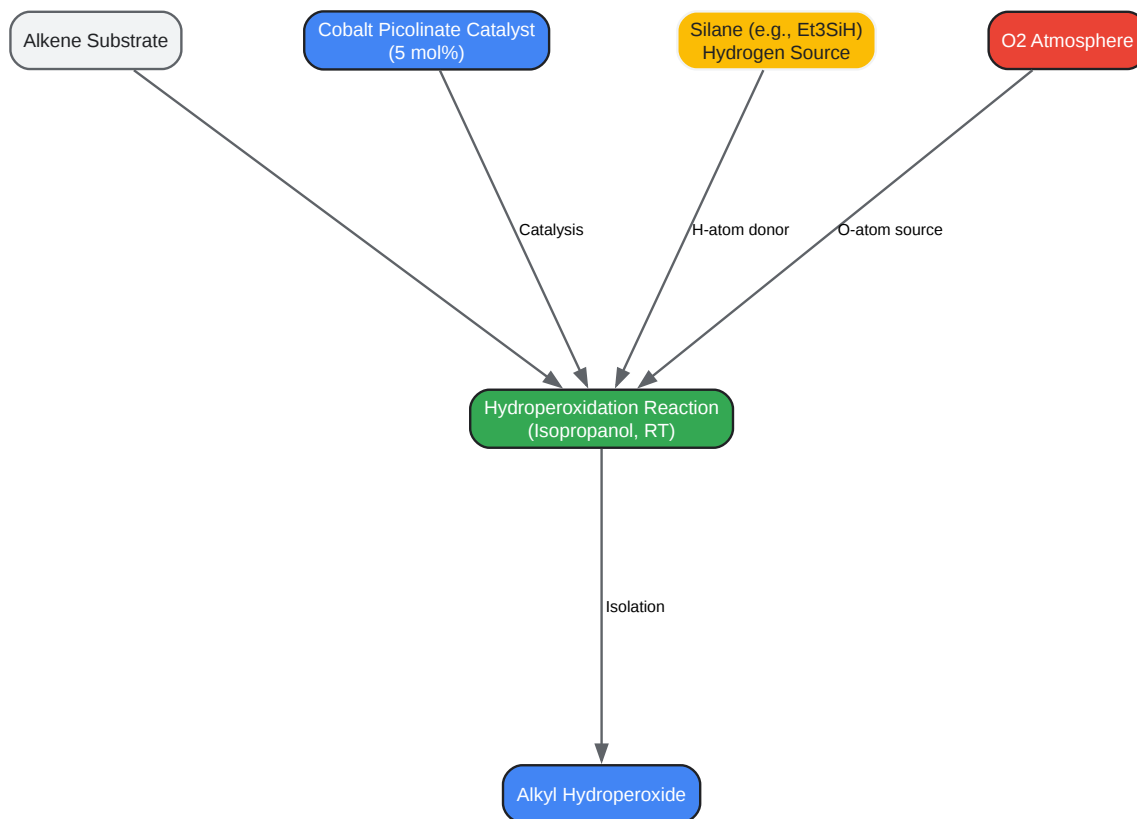 Alkene Substrate
Cobalt Picolinate Catalyst
(5 mol%)
Silane (e.g., Et3SiH)
Hydrogen Source
O2 Atmosphere
Catalysis
H-atom donor
O-atom source
Hydroperoxidation Reaction
(Isopropanol, RT)
Isolation
Alkyl Hydroperoxide